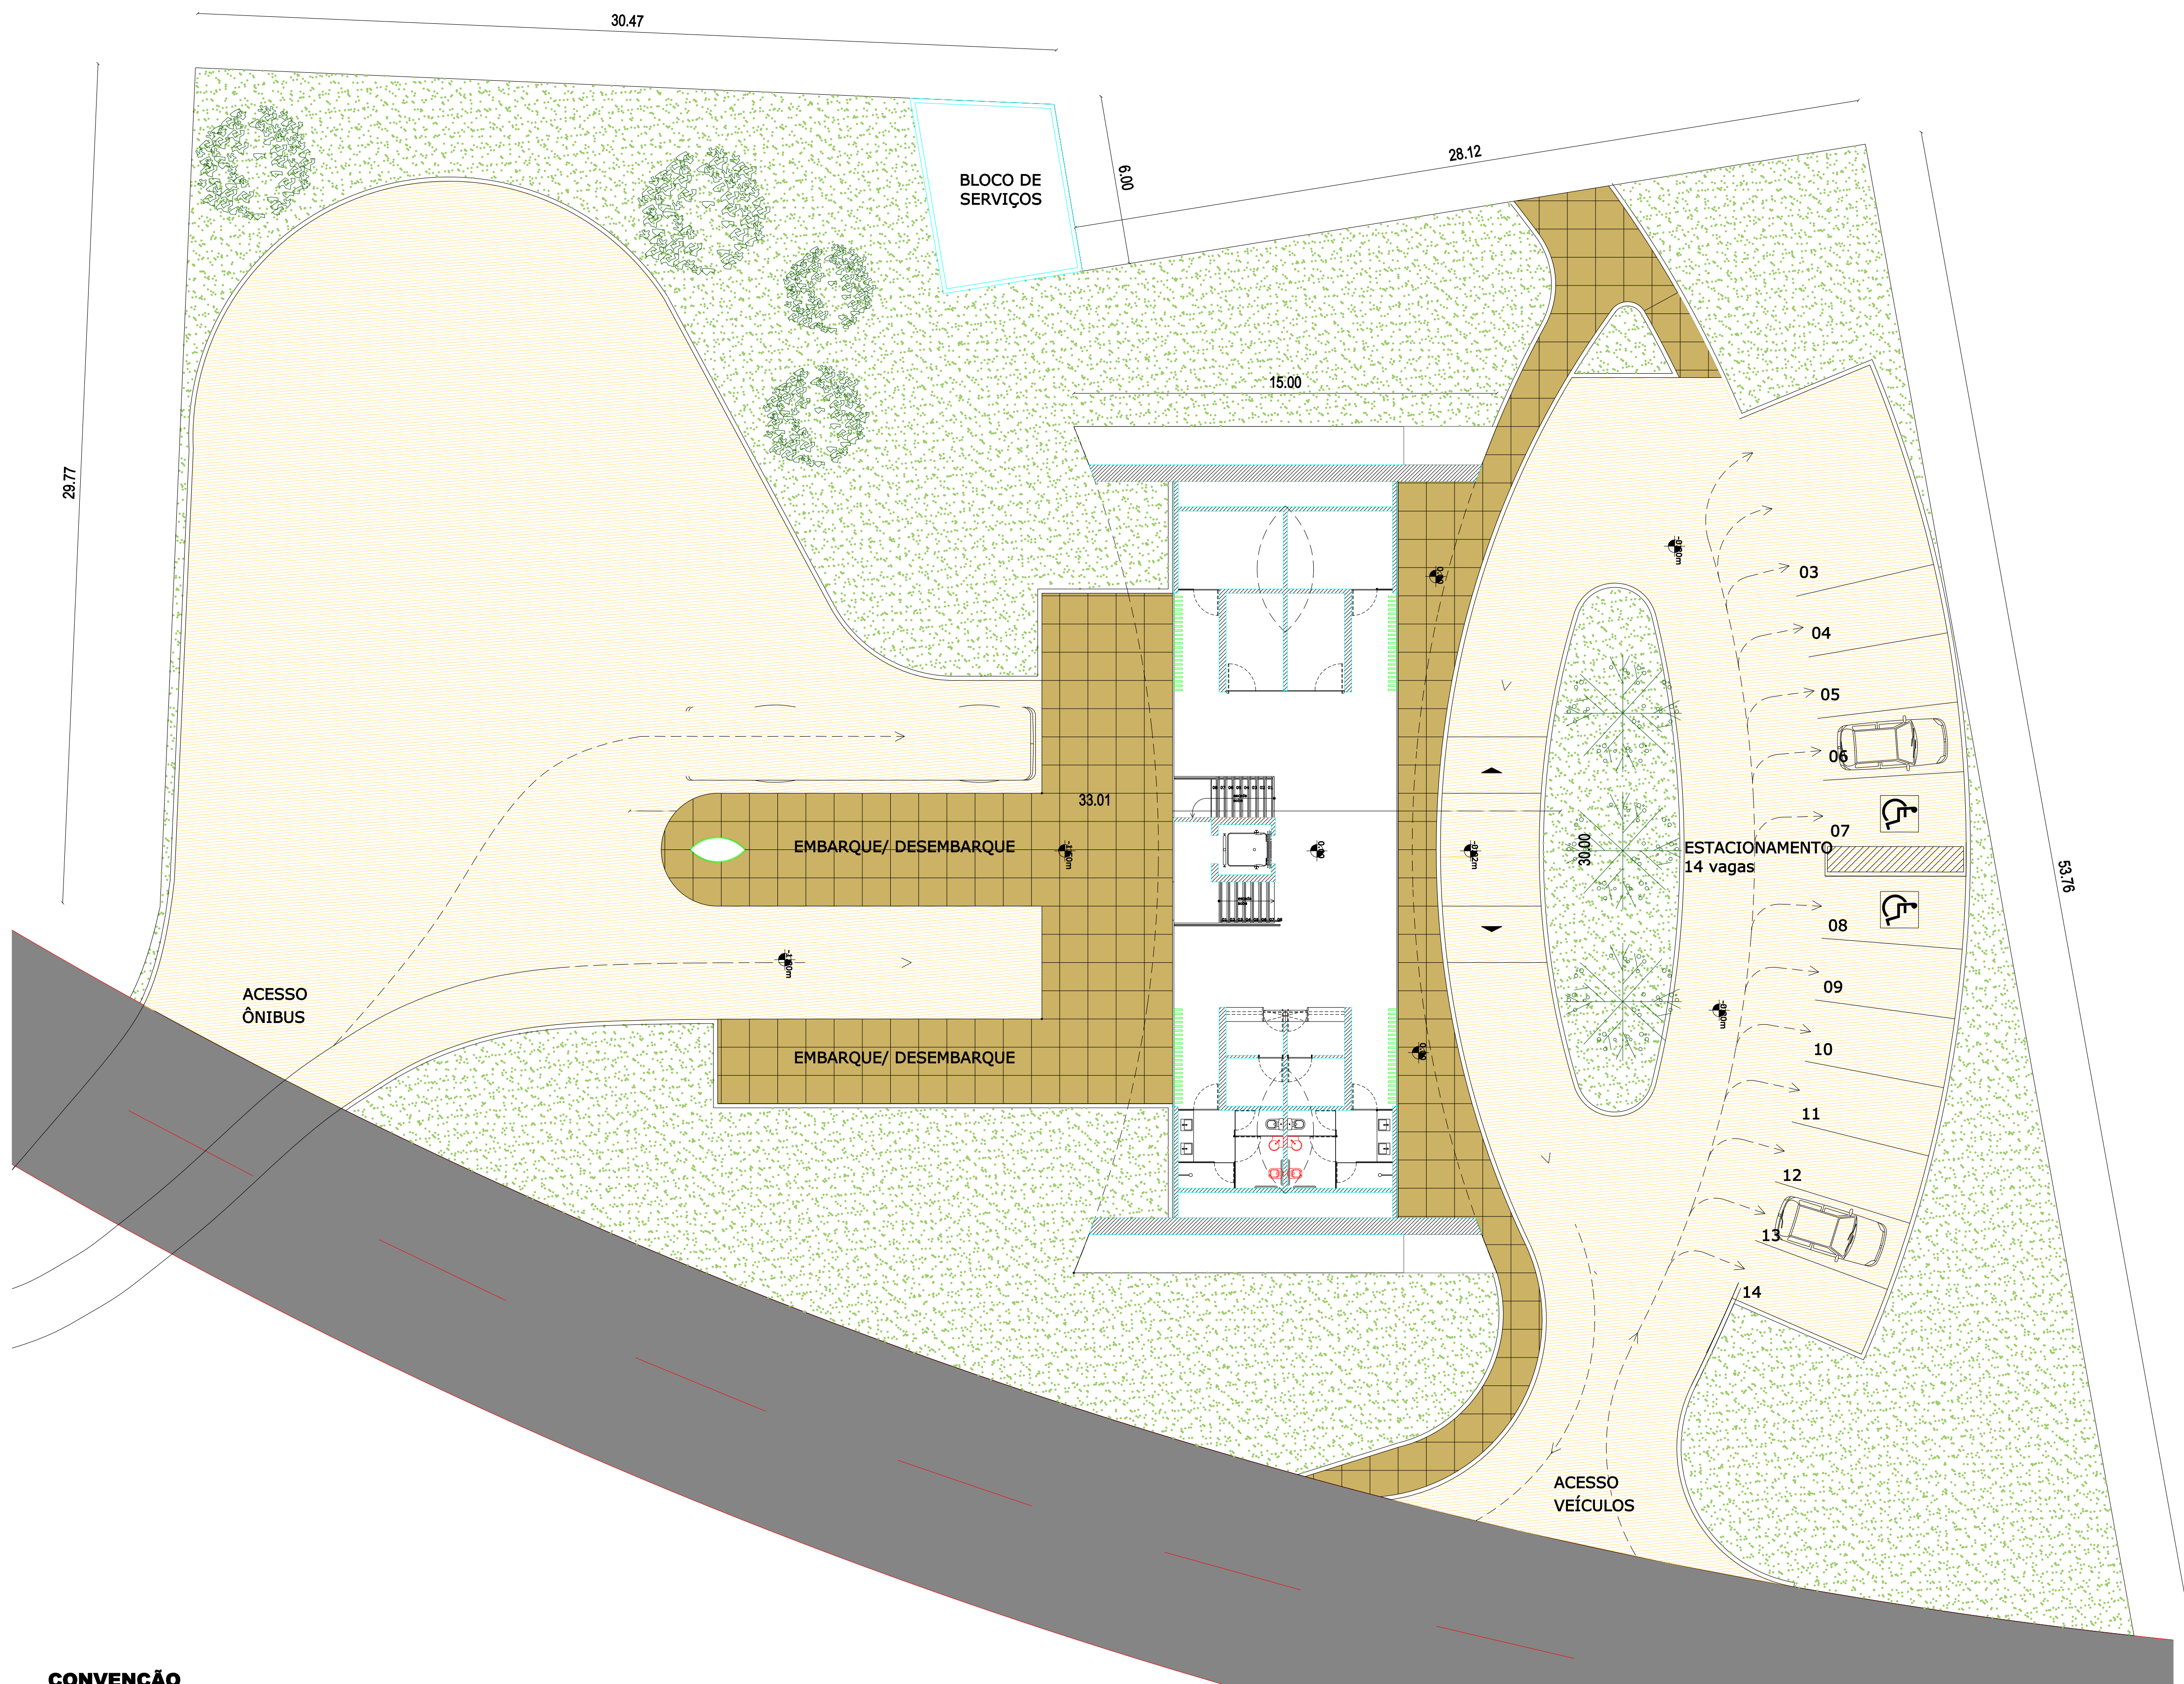 30.47
28.12
6.00
BLOCO DE
SERVIÇOS
15.00
29.77
03
04
05
06
07
08
09
10
11
12
13
14
33.01
EMBARQUE/ DESEMBARQUE
30.00
ESTACIONAMENTO
14 vagas
53.76
ACESSO
ÔNIBUS
EMBARQUE/ DESEMBARQUE
ACESSO
VEÍCULOS
CONVENÇÃO